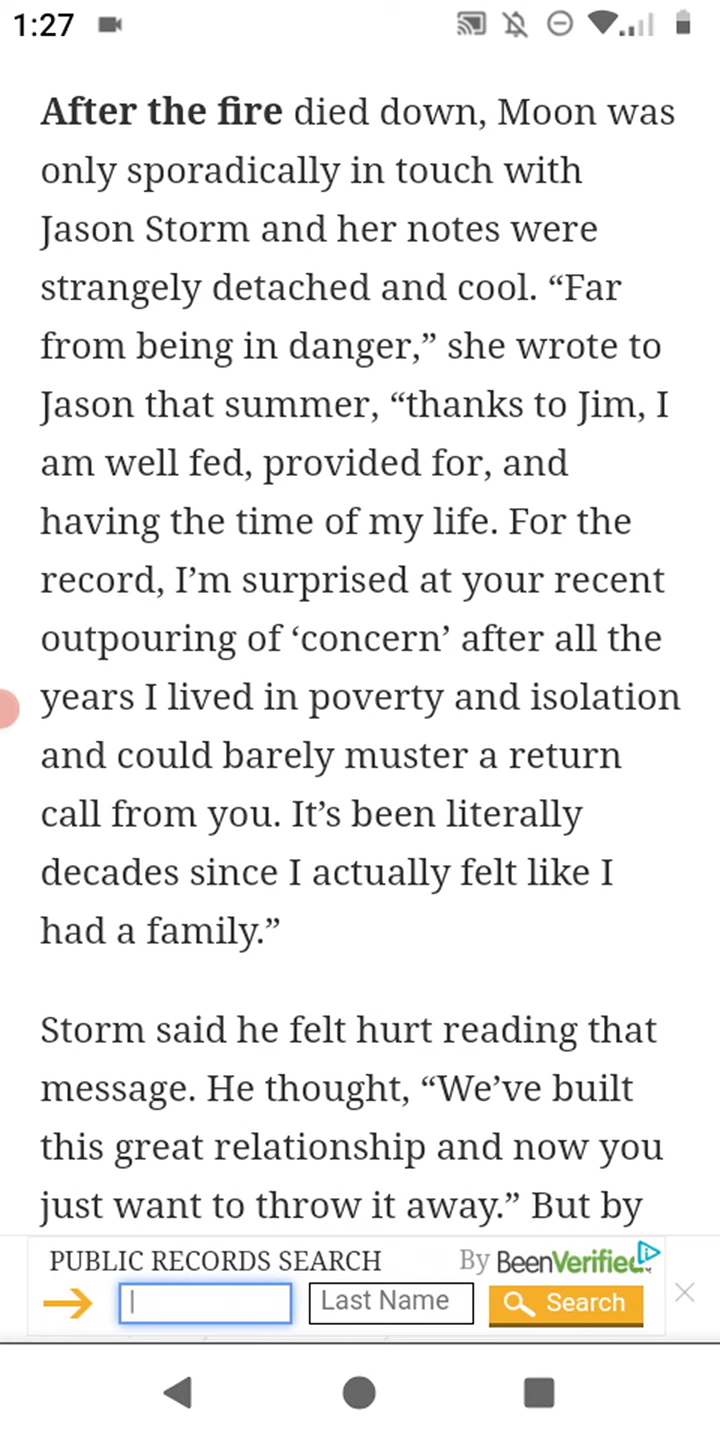 1:27
After the fire died down, Moon was
only sporadically in touch with
Jason Storm and her notes were
strangely detached and cool. “Far
from being in danger,” she wrote to
Jason that summer, “thanks to Jim, I
am well fed, provided for, and
having the time of my life. For the
record, I’m surprised at your recent
outpouring of ‘concern’ after all the
years I lived in poverty and isolation
and could barely muster a return
call from you. It’s been literally
decades since I actually felt like I
had a family.”
Storm said he felt hurt reading that
message. He thought, “We’ve built
this great relationship and now you
just want to throw it away.” But by
PUBLIC RECORDS SEARCH By BeenVerified
Last Name Search